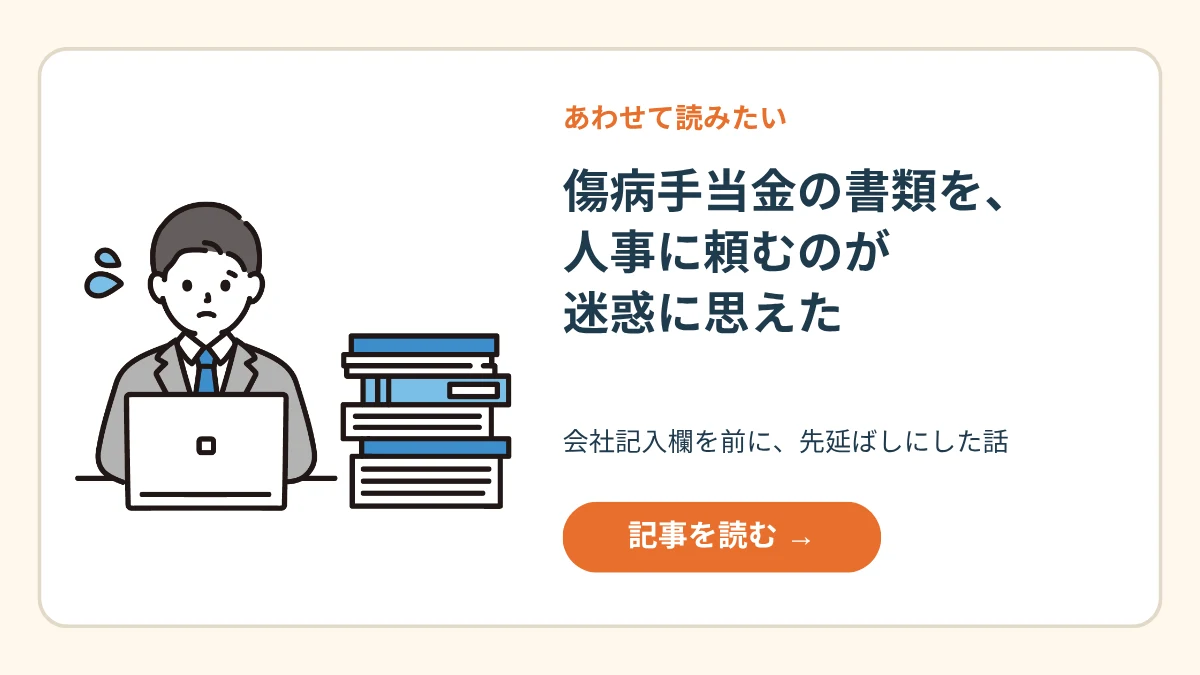 あわせて読みたい
傷病手当金の書類を、
人事に頼むのが
迷惑に思えた
会社記入欄を前に、先延ばしにした話
記事を読む →